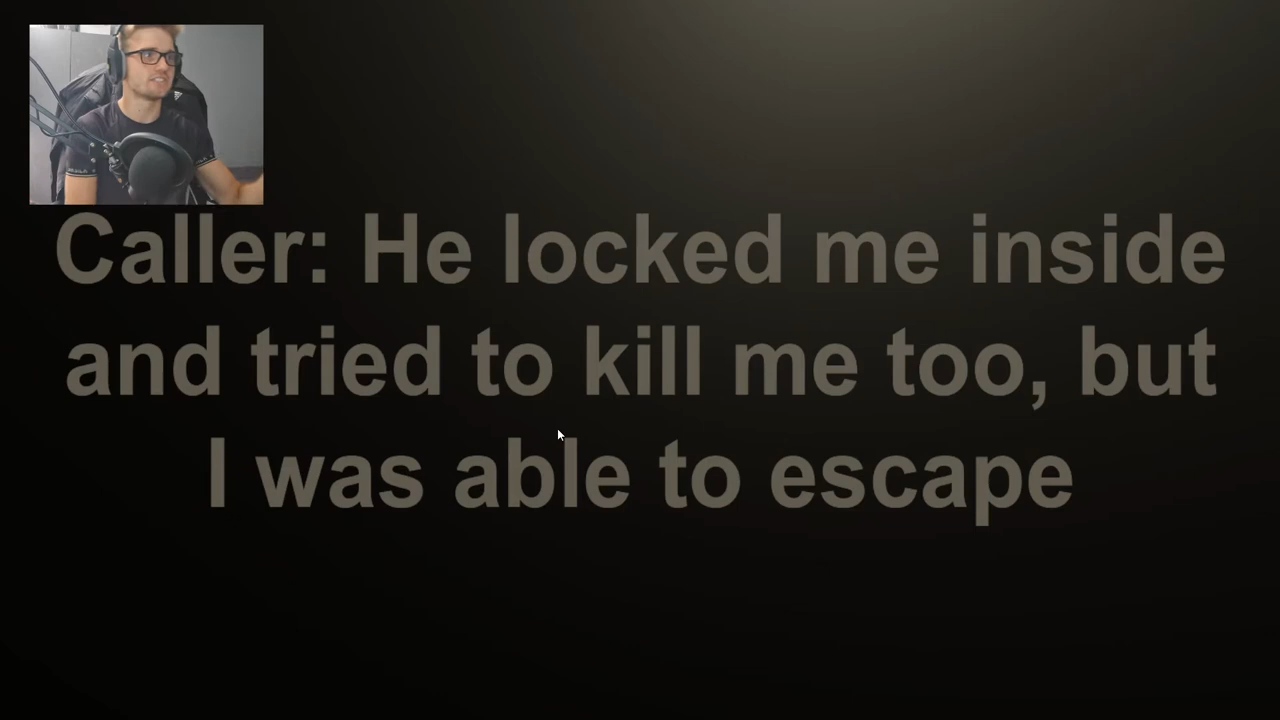 Caller: He locked me inside
and tried to kill me too, but
I was able to escape